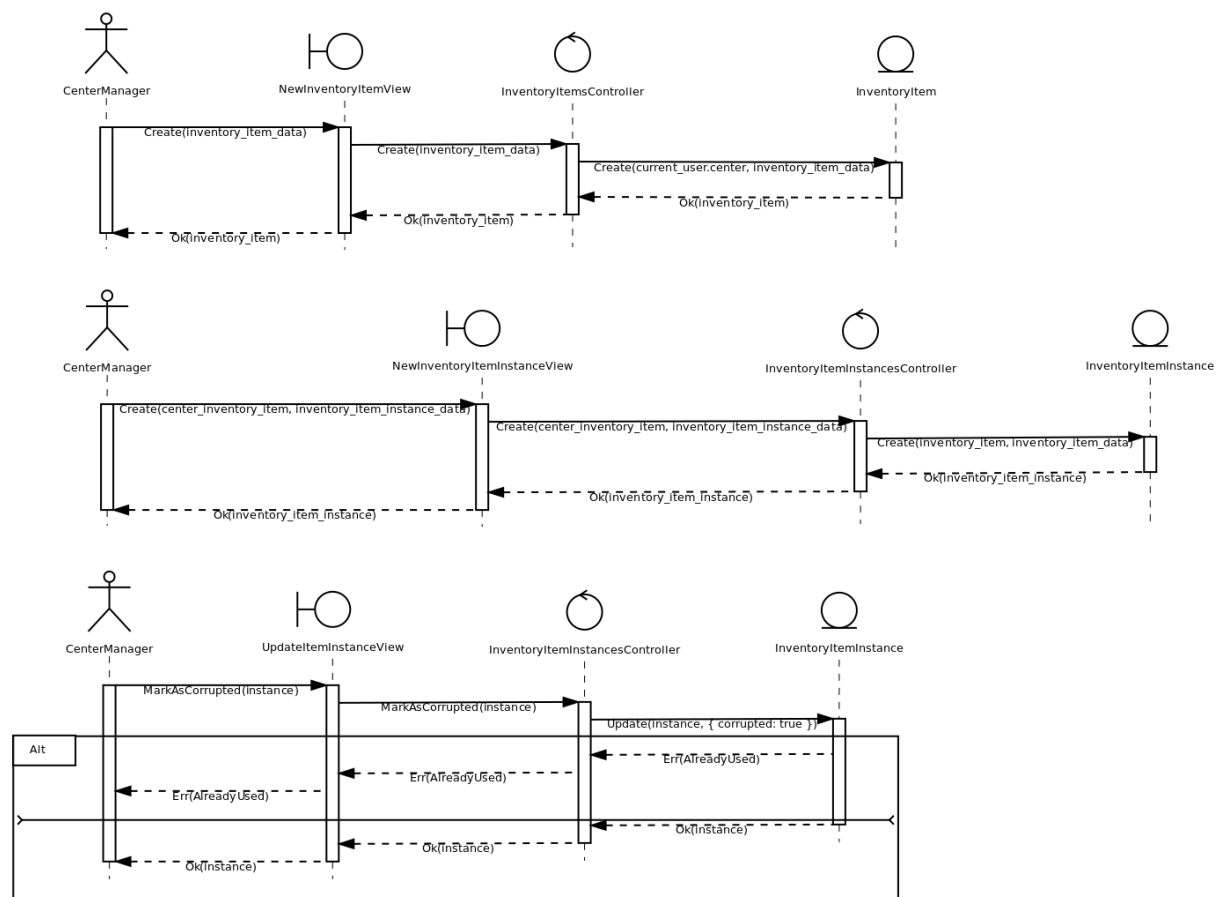 CenterManager
NewInventoryItemView
InventoryItemsController
InventoryItem
Create(inventory_item_data)
Create(inventory_item_data)
Create(current_user.center, inventory_item_data)
Ok(inventory_item)
Ok(inventory_item)
Ok(inventory_item)
CenterManager
NewInventoryItemInstanceView
InventoryItemInstancesController
InventoryItemInstance
Create(center_inventory_item, inventory_item_instance_data)
Create(center_inventory_item, inventory_item_instance_data)
Create(inventory_item, inventory_item_data)
Ok(inventory_item_instance)
Ok(inventory_item_instance)
Ok(inventory_item_instance)
CenterManager
UpdateItemInstanceView
InventoryItemInstancesController
InventoryItemInstance
MarkAsCorrupted(instance)
MarkAsCorrupted(instance)
Update(instance, { corrupted: true })
Alt
Err(AlreadyUsed)
Err(AlreadyUsed)
Err(AlreadyUsed)
Ok(instance)
Ok(instance)
Ok(instance)